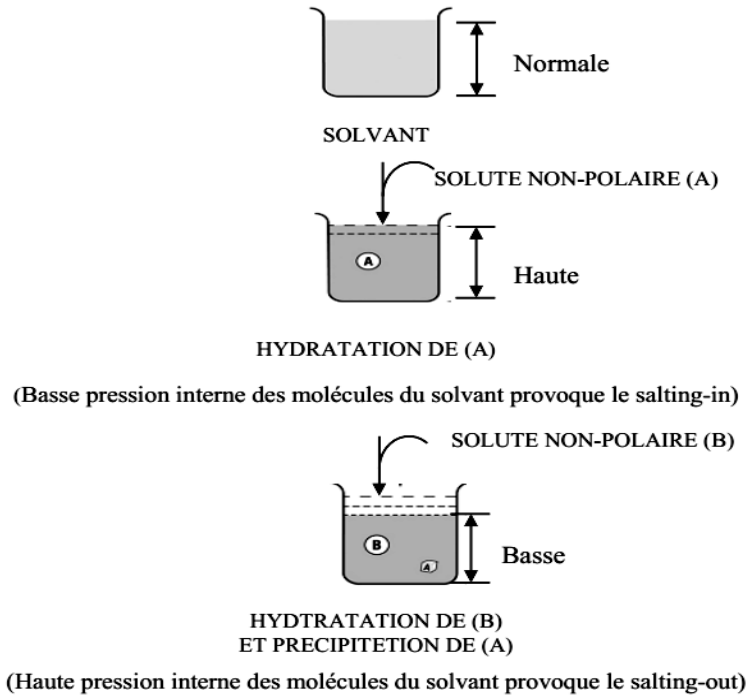 Normale
SOLVANT
SOLUTE NON-POLAIRE (A)
A
Haute
HYDRATATION DE (A)
(Basse pression interne des molécules du solvant provoque le salting-in)
SOLUTE NON-POLAIRE (B)
B
A
Basse
HYDTRATATION DE (B)
ET PRECIPITETION DE (A)
(Haute pression interne des molécules du solvant provoque le salting-out)